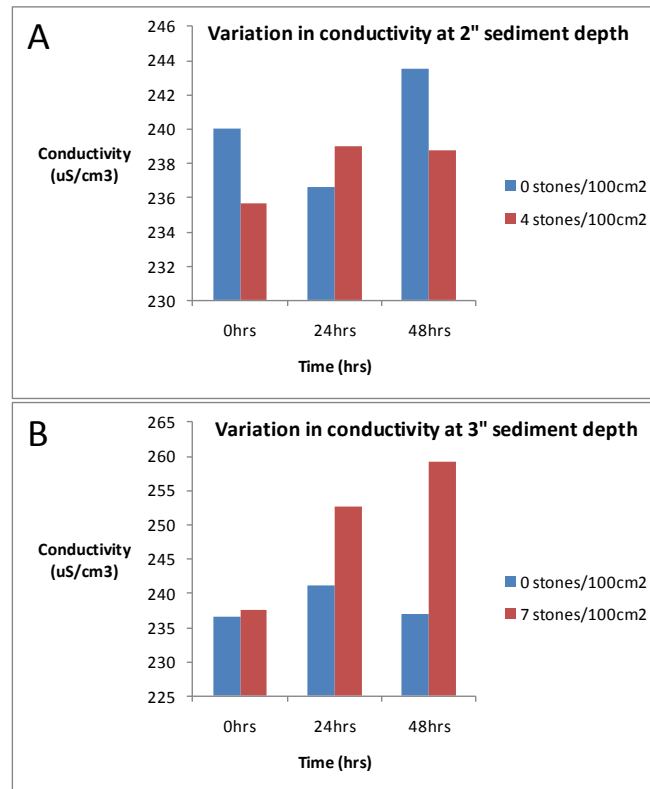 A
Variation in conductivity at 2" sediment depth
246
244
242
240
238
236
234
232
230
Conductivity
(uS/cm3)
0hrs
24hrs
48hrs
Time (hrs)
0 stones/100cm2
4 stones/100cm2
B
Variation in conductivity at 3" sediment depth
265
260
255
250
245
240
235
230
225
Conductivity
(uS/cm3)
0hrs
24hrs
48hrs
Time (hrs)
0 stones/100cm2
7 stones/100cm2